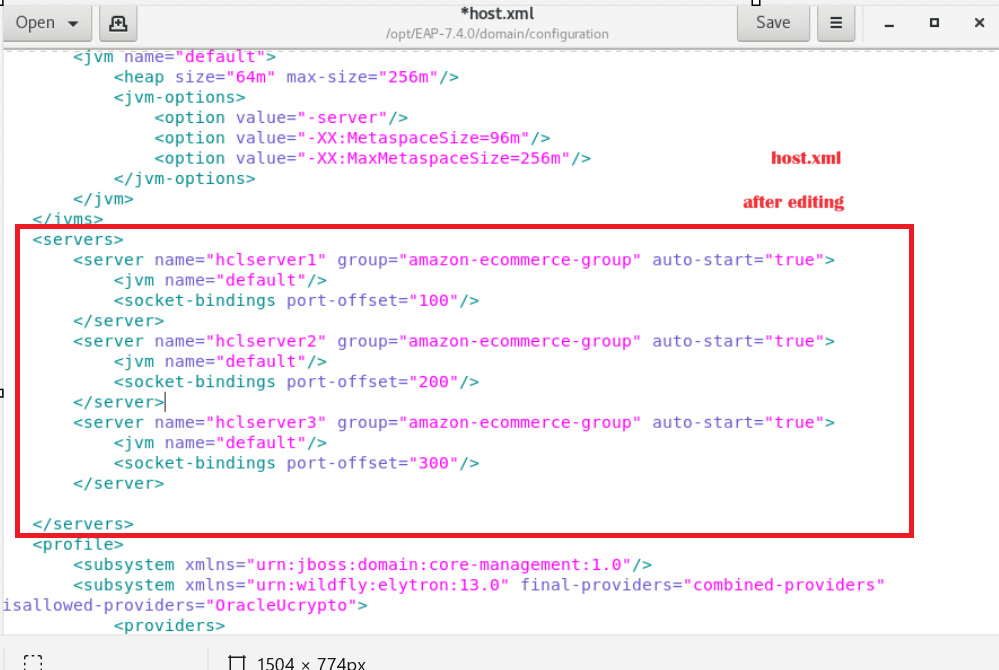 Open
*host.xml
/opt/EAP-7.4.0/domain/configuration
Save
<jvm name="default">
<heap size="64m" max-size="256m"/>
<jvm-options>
<option value="-server"/>
<option value="-XX:MetaspaceSize=96m"/>
<option value="-XX:MaxMetaspaceSize=256m"/>
</jvm-options>
</jvm>
</jvms>
host.xml
after editing
<servers>
<server name="hclserver1" group="amazon-ecommerce-group" auto-start="true">
<jvm name="default"/>
<socket-bindings port-offset="100"/>
</server>
<server name="hclserver2" group="amazon-ecommerce-group" auto-start="true">
<jvm name="default"/>
<socket-bindings port-offset="200"/>
</server>
<server name="hclserver3" group="amazon-ecommerce-group" auto-start="true">
<jvm name="default"/>
<socket-bindings port-offset="300"/>
</server>
</servers>
<profile>
<subsystem xmlns="urn:jboss:domain:core-management:1.0"/>
<subsystem xmlns="urn:wildfly:elytron:13.0" final-providers="combined-providers"
isallowed-providers="OracleUcrypto">
<providers>
1504 × 774px